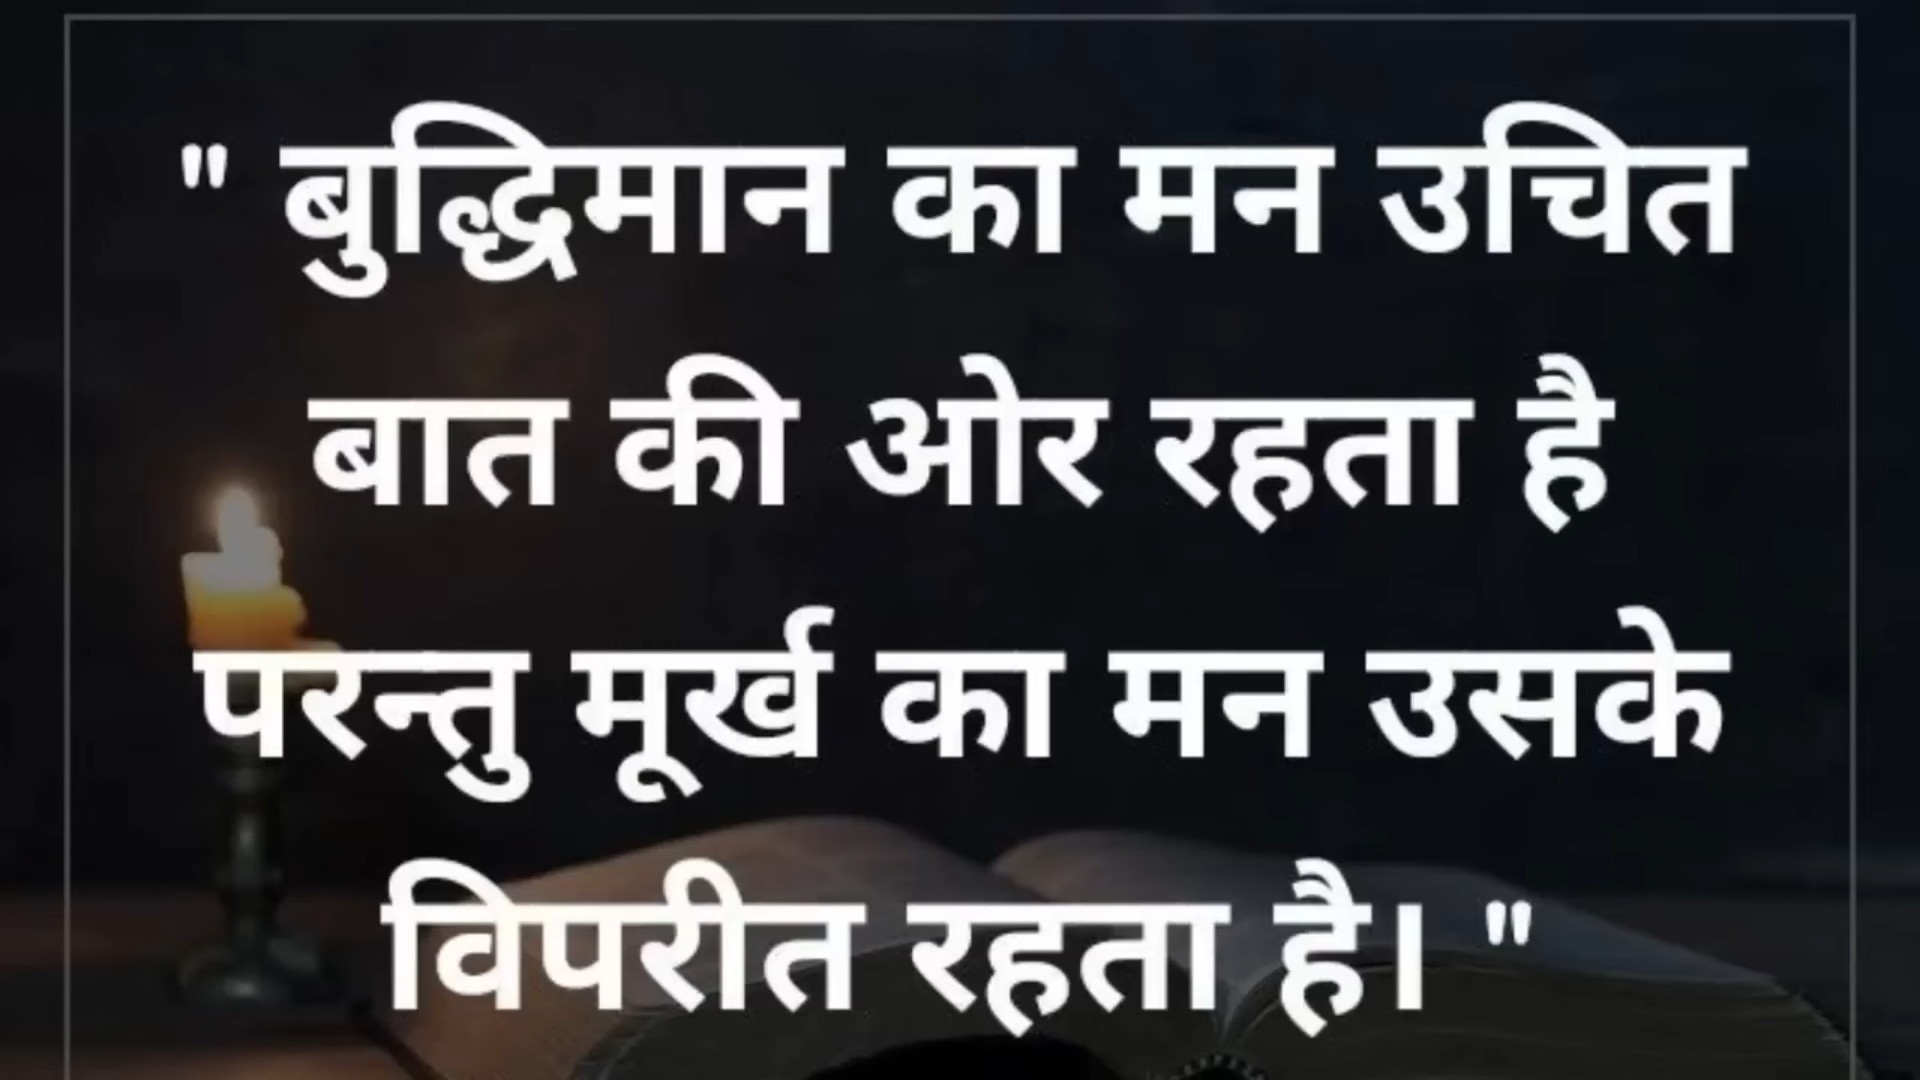 " बुद्धिमान का मन उचित
बात की ओर रहता है
परन्तु मूर्ख का मन उसके
विपरीत रहता है। "